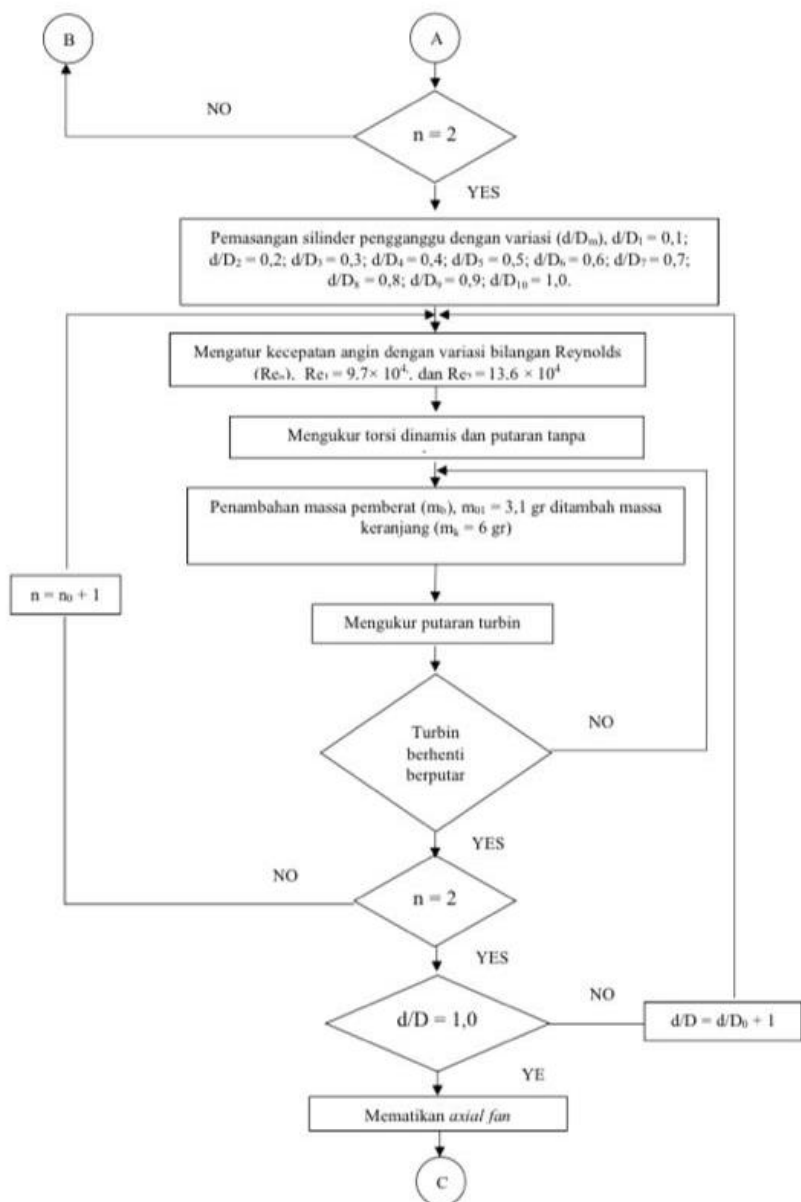 B
A
NO
n = 2
YES
Pemasangan silinder pengganggu dengan variasi (d/Dₘ), d/D₁ = 0,1;
d/D₂ = 0,2; d/D₃ = 0,3; d/D₄ = 0,4; d/D₅ = 0,5; d/D₆ = 0,6; d/D₇ = 0,7;
d/D₈ = 0,8; d/D₉ = 0,9; d/D₁₀ = 1,0.
Mengatur kecepatan angin dengan variasi bilangan Reynolds
(Reₙ), Re₁ = 9.7× 10⁴, dan Re₂ = 13.6 × 10⁴
Mengukur torsi dinamis dan putaran tanpa
Penambahan massa pemberat (m_b), m₀₁ = 3,1 gr ditambah massa
keranjang (mₖ = 6 gr)
n = n₀ + 1
Mengukur putaran turbin
Turbin
berhenti
berputar
NO
YES
NO
n = 2
YES
NO
d/D = 1,0
d/D = d/D₀ + 1
YE
Mematikan axial fan
C